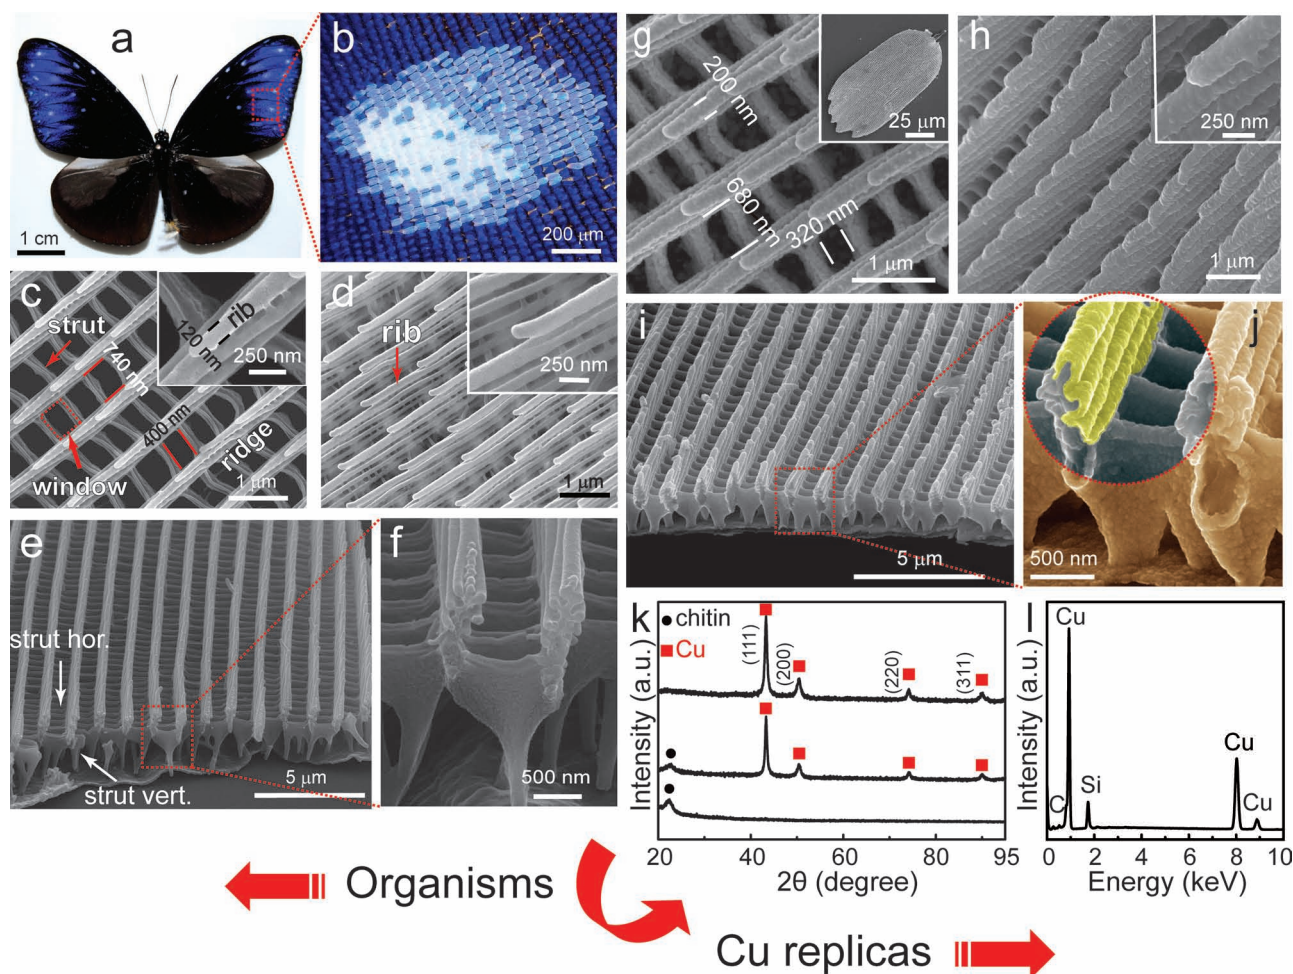 a
1 cm
b
200 μm
c
strut
740 nm
400 nm
window
ridge
1 μm
120 nm
rib
250 nm
d
rib
250 nm
1 μm
e
strut hor.
strut vert.
5 μm
f
500 nm
g
200 nm
680 nm
320 nm
25 μm
1 μm
h
250 nm
1 μm
i
5 μm
j
500 nm
k
chitin
Cu
(111)
(200)
(220)
(311)
Intensity (a.u.)
20 40 60 80 95
2θ (degree)
l
Cu
C
Si
Cu
Cu
Intensity (a.u.)
0 2 4 6 8 10
Energy (keV)
Organisms
Cu replicas